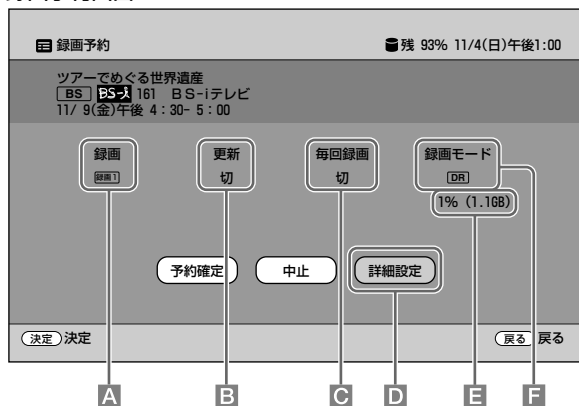 録画予約 残 93% 11/4(日)午後1:00
ツアーでめぐる世界遺産
BS BS-i 161 BS-iテレビ
11/ 9(金)午後 4:30- 5:00
録画 更新 毎回録画 録画モード
録画1 切 切 DR
1% (1.1GB)
予約確定 中止 詳細設定
決定 決定 戻る 戻る
A B C D E F